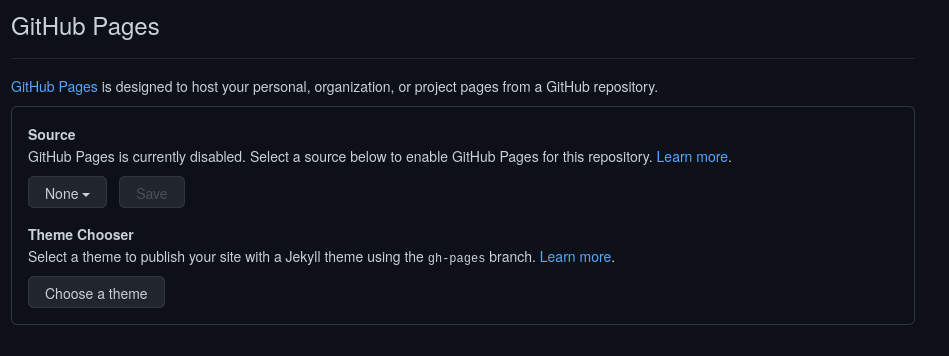 GitHub Pages
GitHub Pages is designed to host your personal, organization, or project pages from a GitHub repository.
Source
GitHub Pages is currently disabled. Select a source below to enable GitHub Pages for this repository. Learn more.
None Save
Theme Chooser
Select a theme to publish your site with a Jekyll theme using the gh-pages branch. Learn more.
Choose a theme